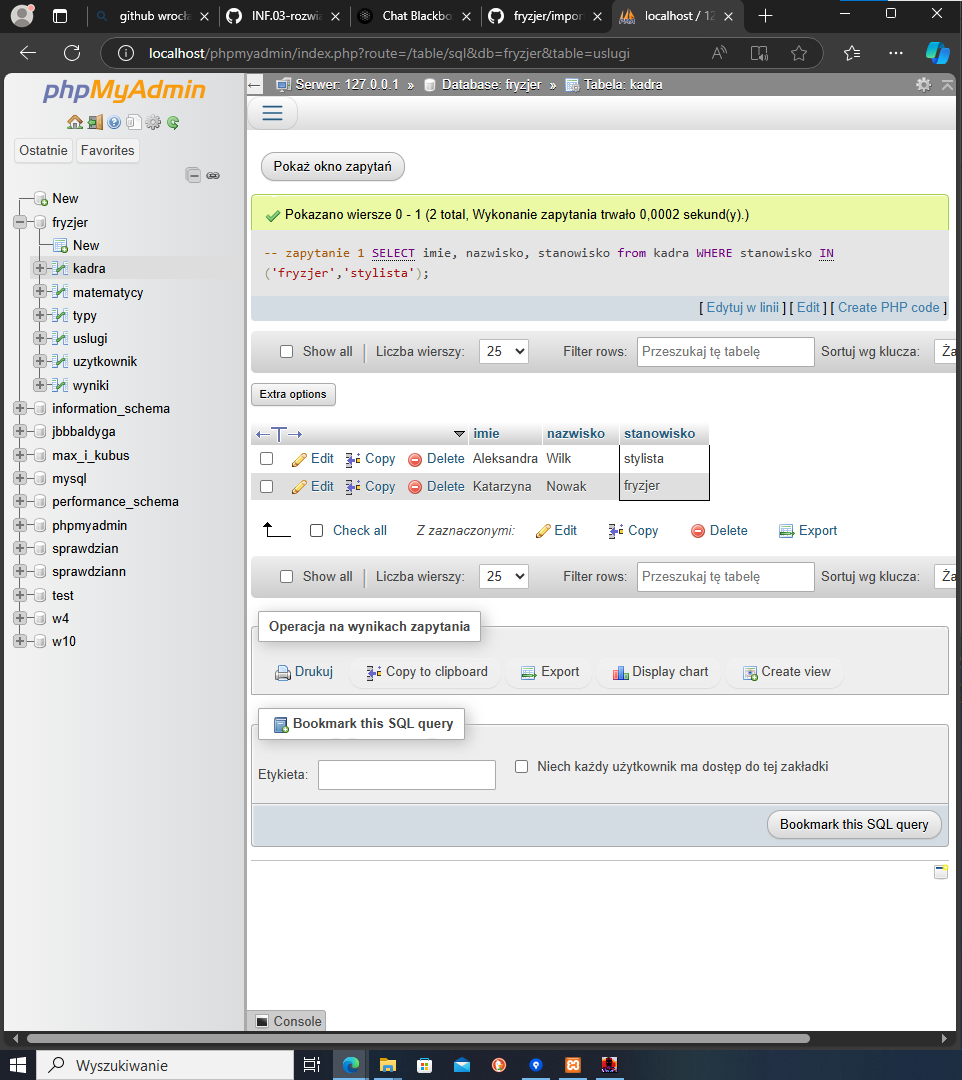 github wrocła
INF.03-rozwia
Chat Blackbo
fryzjer/impor
localhost / 12
localhost/phpmyadmin/index.php?route=/table/sql&db=fryzjer&table=uslugi
phpMyAdmin
Ostatnie
Favorites
New
fryzjer
New
kadra
matematycy
typy
uslugi
uzytkownik
wyniki
information_schema
jbbbaldyga
max_i_kubus
mysql
performance_schema
phpmyadmin
sprawdzian
sprawdziann
test
w4
w10
Serwer: 127.0.0.1 » Database: fryzjer » Tabela: kadra
Pokaż okno zapytań
Pokazano wiersze 0 - 1 (2 total, Wykonanie zapytania trwało 0,0002 sekund(y).)
-- zapytanie 1 SELECT imie, nazwisko, stanowisko from kadra WHERE stanowisko IN
('fryzjer','stylista');
[ Edytuj w linii ] [ Edit ] [ Create PHP code ]
Show all | Liczba wierszy: 25 Filter rows: Przeszukaj tę tabelę Sortuj wg klucza: Ża
Extra options
←T→ imie nazwisko stanowisko
Edit Copy Delete Aleksandra Wilk stylista
Edit Copy Delete Katarzyna Nowak fryzjer
Check all Z zaznaczonymi: Edit Copy Delete Export
Show all | Liczba wierszy: 25 Filter rows: Przeszukaj tę tabelę Sortuj wg klucza: Ża
Operacja na wynikach zapytania
Drukuj Copy to clipboard Export Display chart Create view
Bookmark this SQL query
Etykieta: Niech każdy użytkownik ma dostęp do tej zakładki
Bookmark this SQL query
Console
Wyszukiwanie